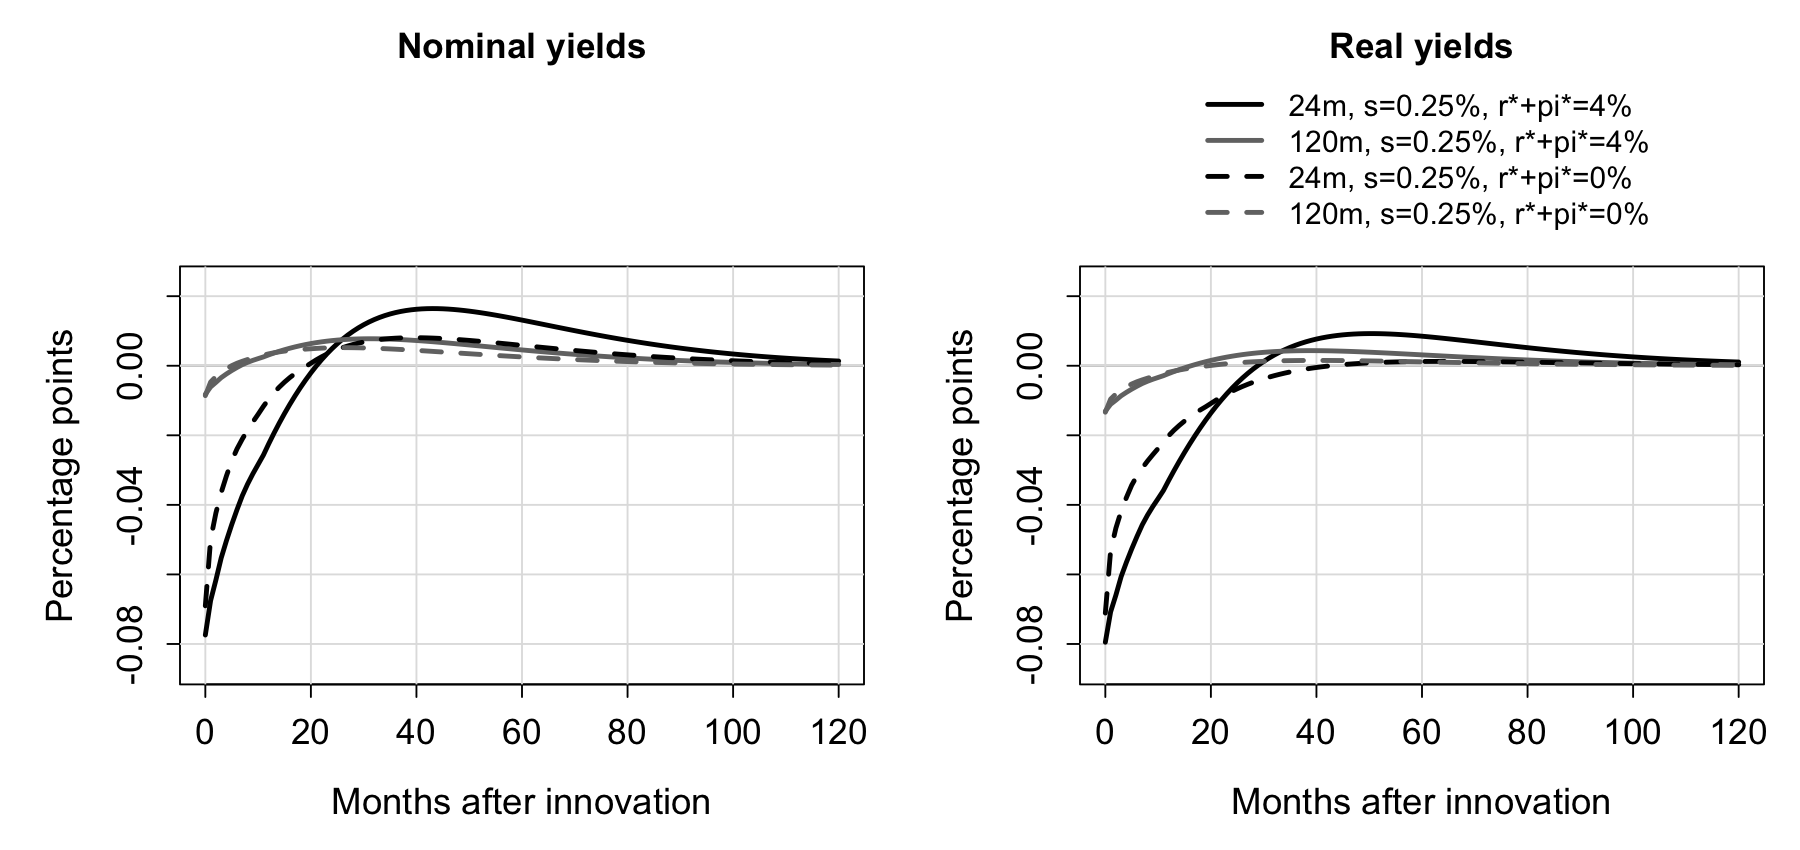 Nominal yields
Percentage points
0.00
-0.04
-0.08
0 20 40 60 80 100 120
Months after innovation
Real yields
24m, s=0.25%, r*+pi*=4%
120m, s=0.25%, r*+pi*=4%
24m, s=0.25%, r*+pi*=0%
120m, s=0.25%, r*+pi*=0%
Percentage points
0.00
-0.04
-0.08
0 20 40 60 80 100 120
Months after innovation